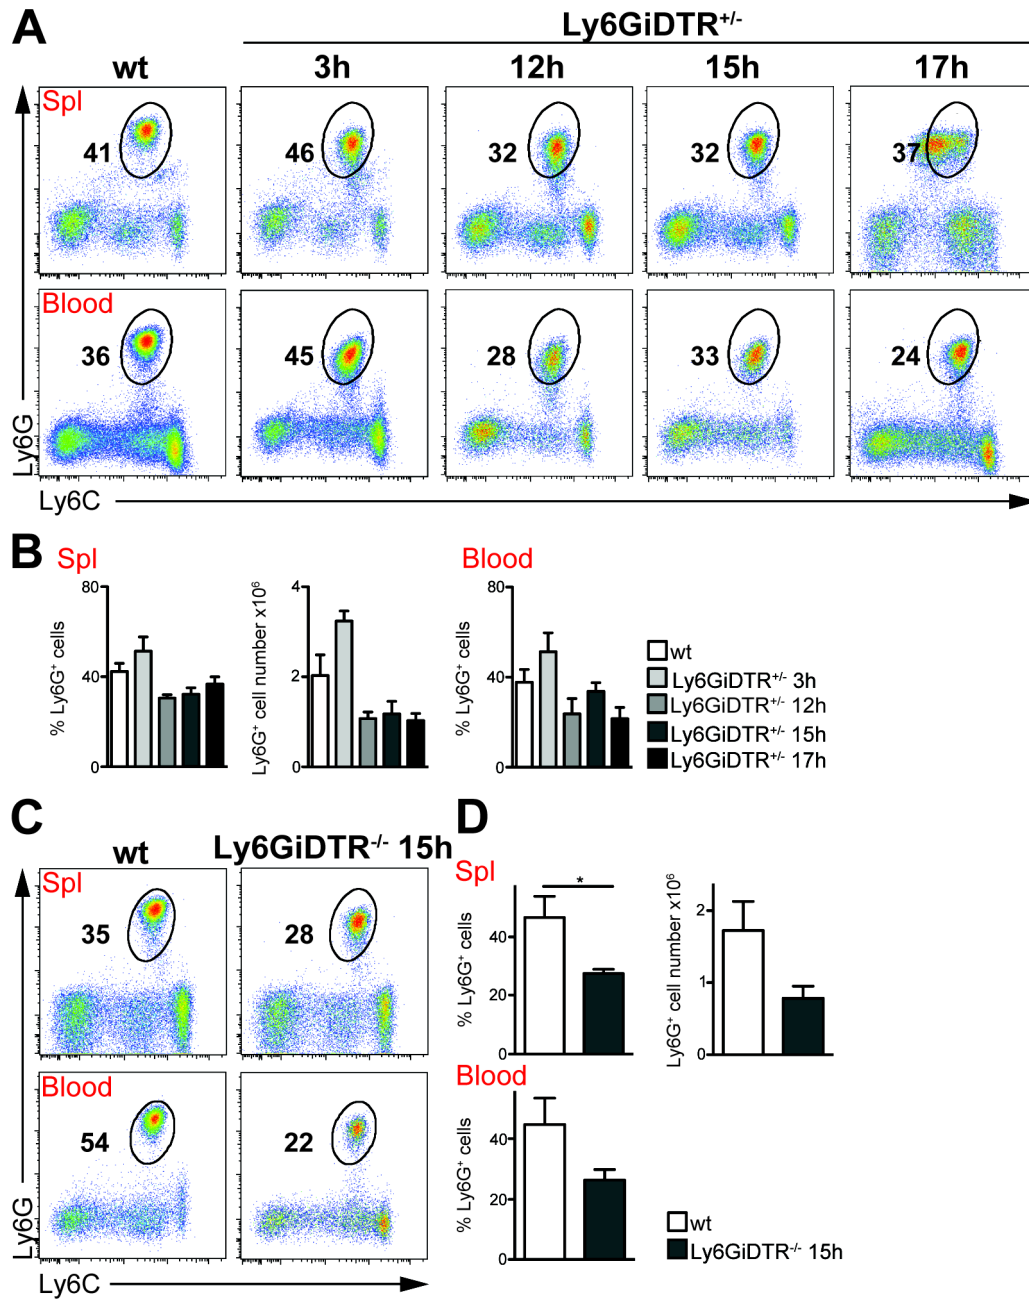 A
Ly6GiDTR+/-
wt 3h 12h 15h 17h
Spl
41 46 32 32 37
Blood
36 45 28 33 24
Ly6G
Ly6C
B
Spl
Blood
% Ly6G+ cells
80
40
0
Ly6G+ cell number x10⁶
4
2
0
% Ly6G+ cells
80
40
0
wt
Ly6GiDTR+/- 3h
Ly6GiDTR+/- 12h
Ly6GiDTR+/- 15h
Ly6GiDTR+/- 17h
C
wt Ly6GiDTR-/- 15h
Spl
35 28
Blood
54 22
Ly6G
Ly6C
D
Spl
*
% Ly6G+ cells
40
20
0
Ly6G+ cell number x10⁶
2
1
0
Blood
% Ly6G+ cells
40
20
0
wt
Ly6GiDTR-/- 15h